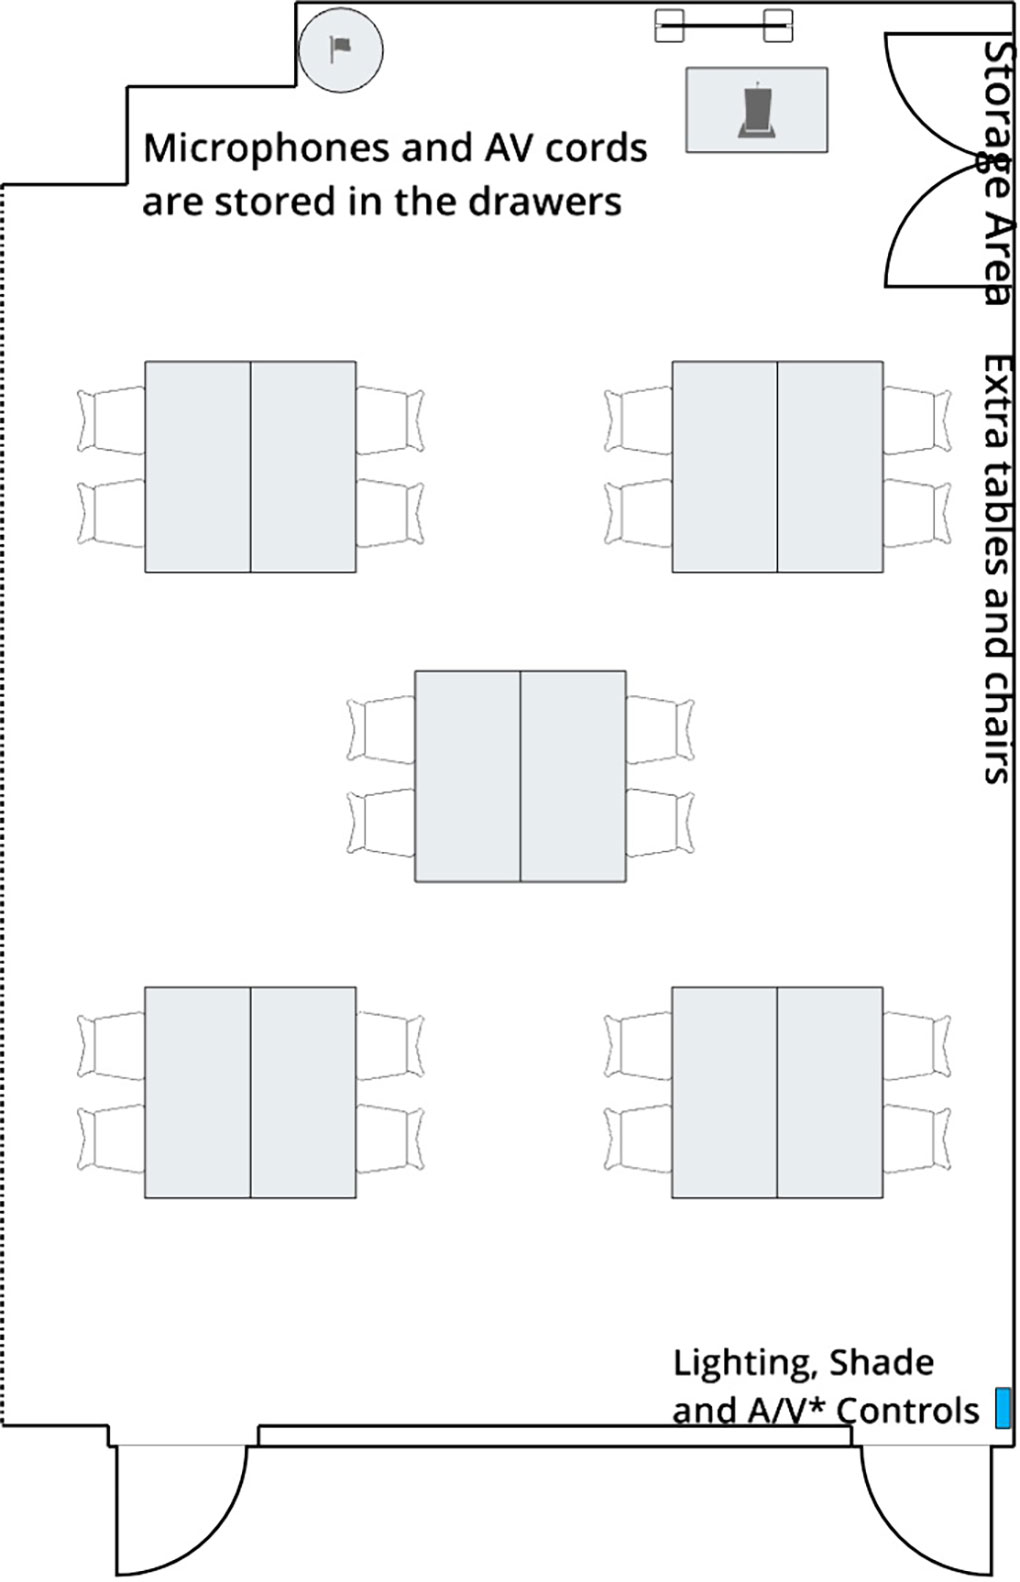 Microphones and AV cords
are stored in the drawers
Storage Area
Extra tables and chairs
Lighting, Shade
and A/V* Controls